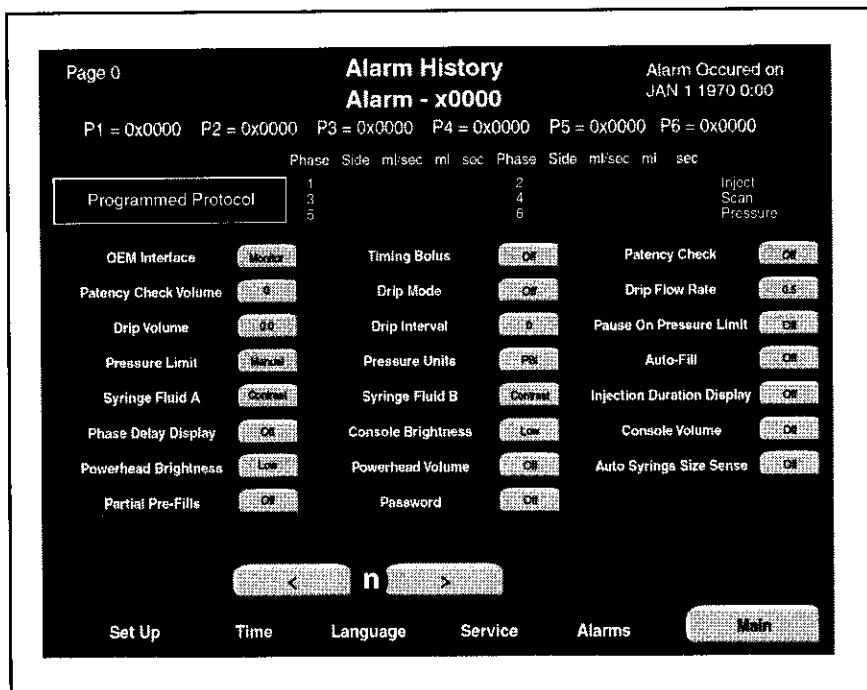 Page 0
Alarm History
Alarm - x0000
Alarm Occured on
JAN 1 1970 0:00
P1 = 0x0000 P2 = 0x0000 P3 = 0x0000 P4 = 0x0000 P5 = 0x0000 P6 = 0x0000
Phase Side ml/sec ml sec Phase Side ml/sec ml sec
Programmed Protocol
1 2 Inject
3 4 Scan
5 6 Pressure
OEM Interface Monitor Timing Bolus Off Patency Check Off
Patency Check Volume 0 Drip Mode Off Drip Flow Rate 0.5
Drip Volume 0.0 Drip Interval 0 Pause On Pressure Limit Off
Pressure Limit Manual Pressure Units PSI Auto-Fill Off
Syringe Fluid A Contrast Syringe Fluid B Contrast Injection Duration Display Off
Phase Delay Display Off Console Brightness Low Console Volume Off
Powerhead Brightness Low Powerhead Volume Off Auto Syringe Size Sense Off
Partial Pre-Fills Off Password Off
< n >
Set Up Time Language Service Alarms Main